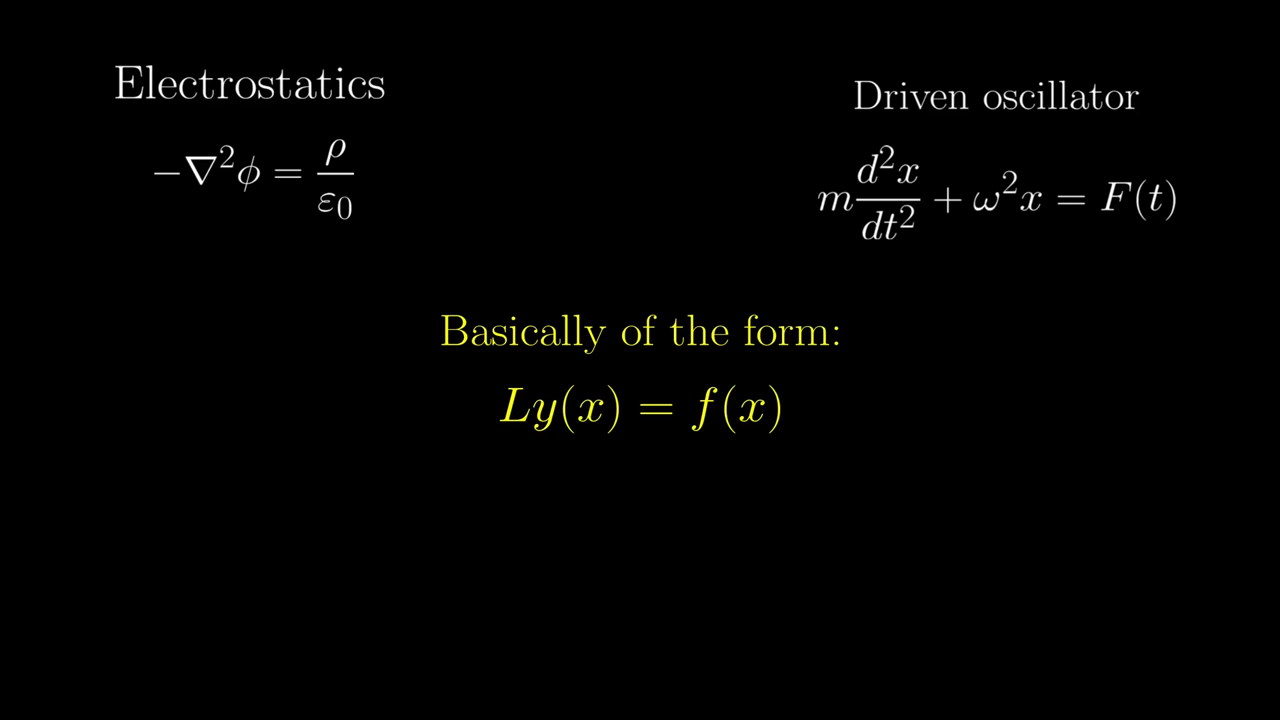 Electrostatics
−∇²ϕ = ρ/ε₀
Driven oscillator
m d²x/dt² + ω²x = F(t)
Basically of the form:
Ly(x) = f(x)